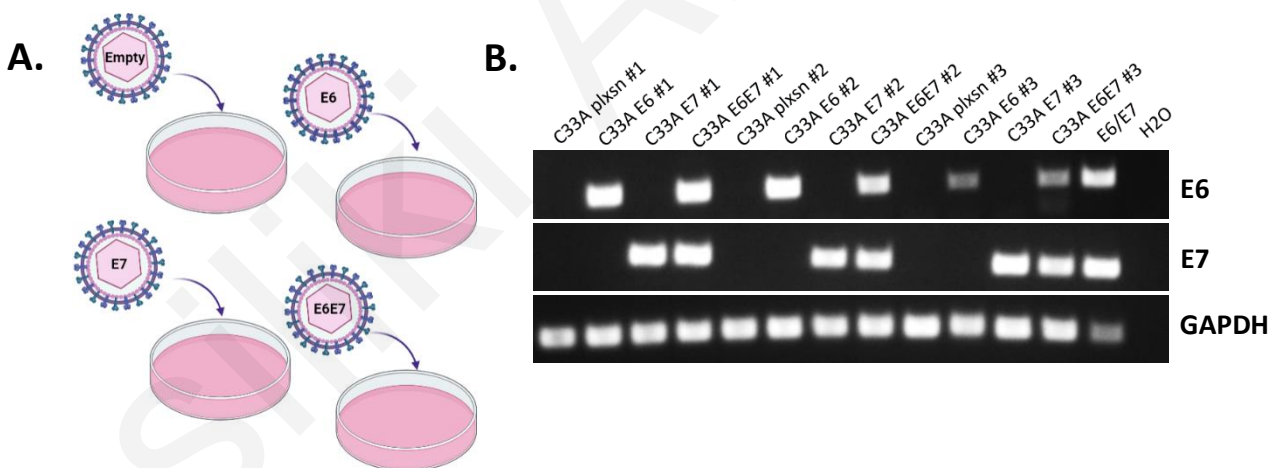 A.
Empty
E6
E7
E6E7
B.
C33A plxsn #1
C33A E6 #1
C33A E7 #1
C33A E6E7 #1
C33A plxsn #2
C33A E6 #2
C33A E7 #2
C33A E6E7 #2
C33A plxsn #3
C33A E6 #3
C33A E7 #3
C33A E6E7 #3
E6/E7
H2O
E6
E7
GAPDH